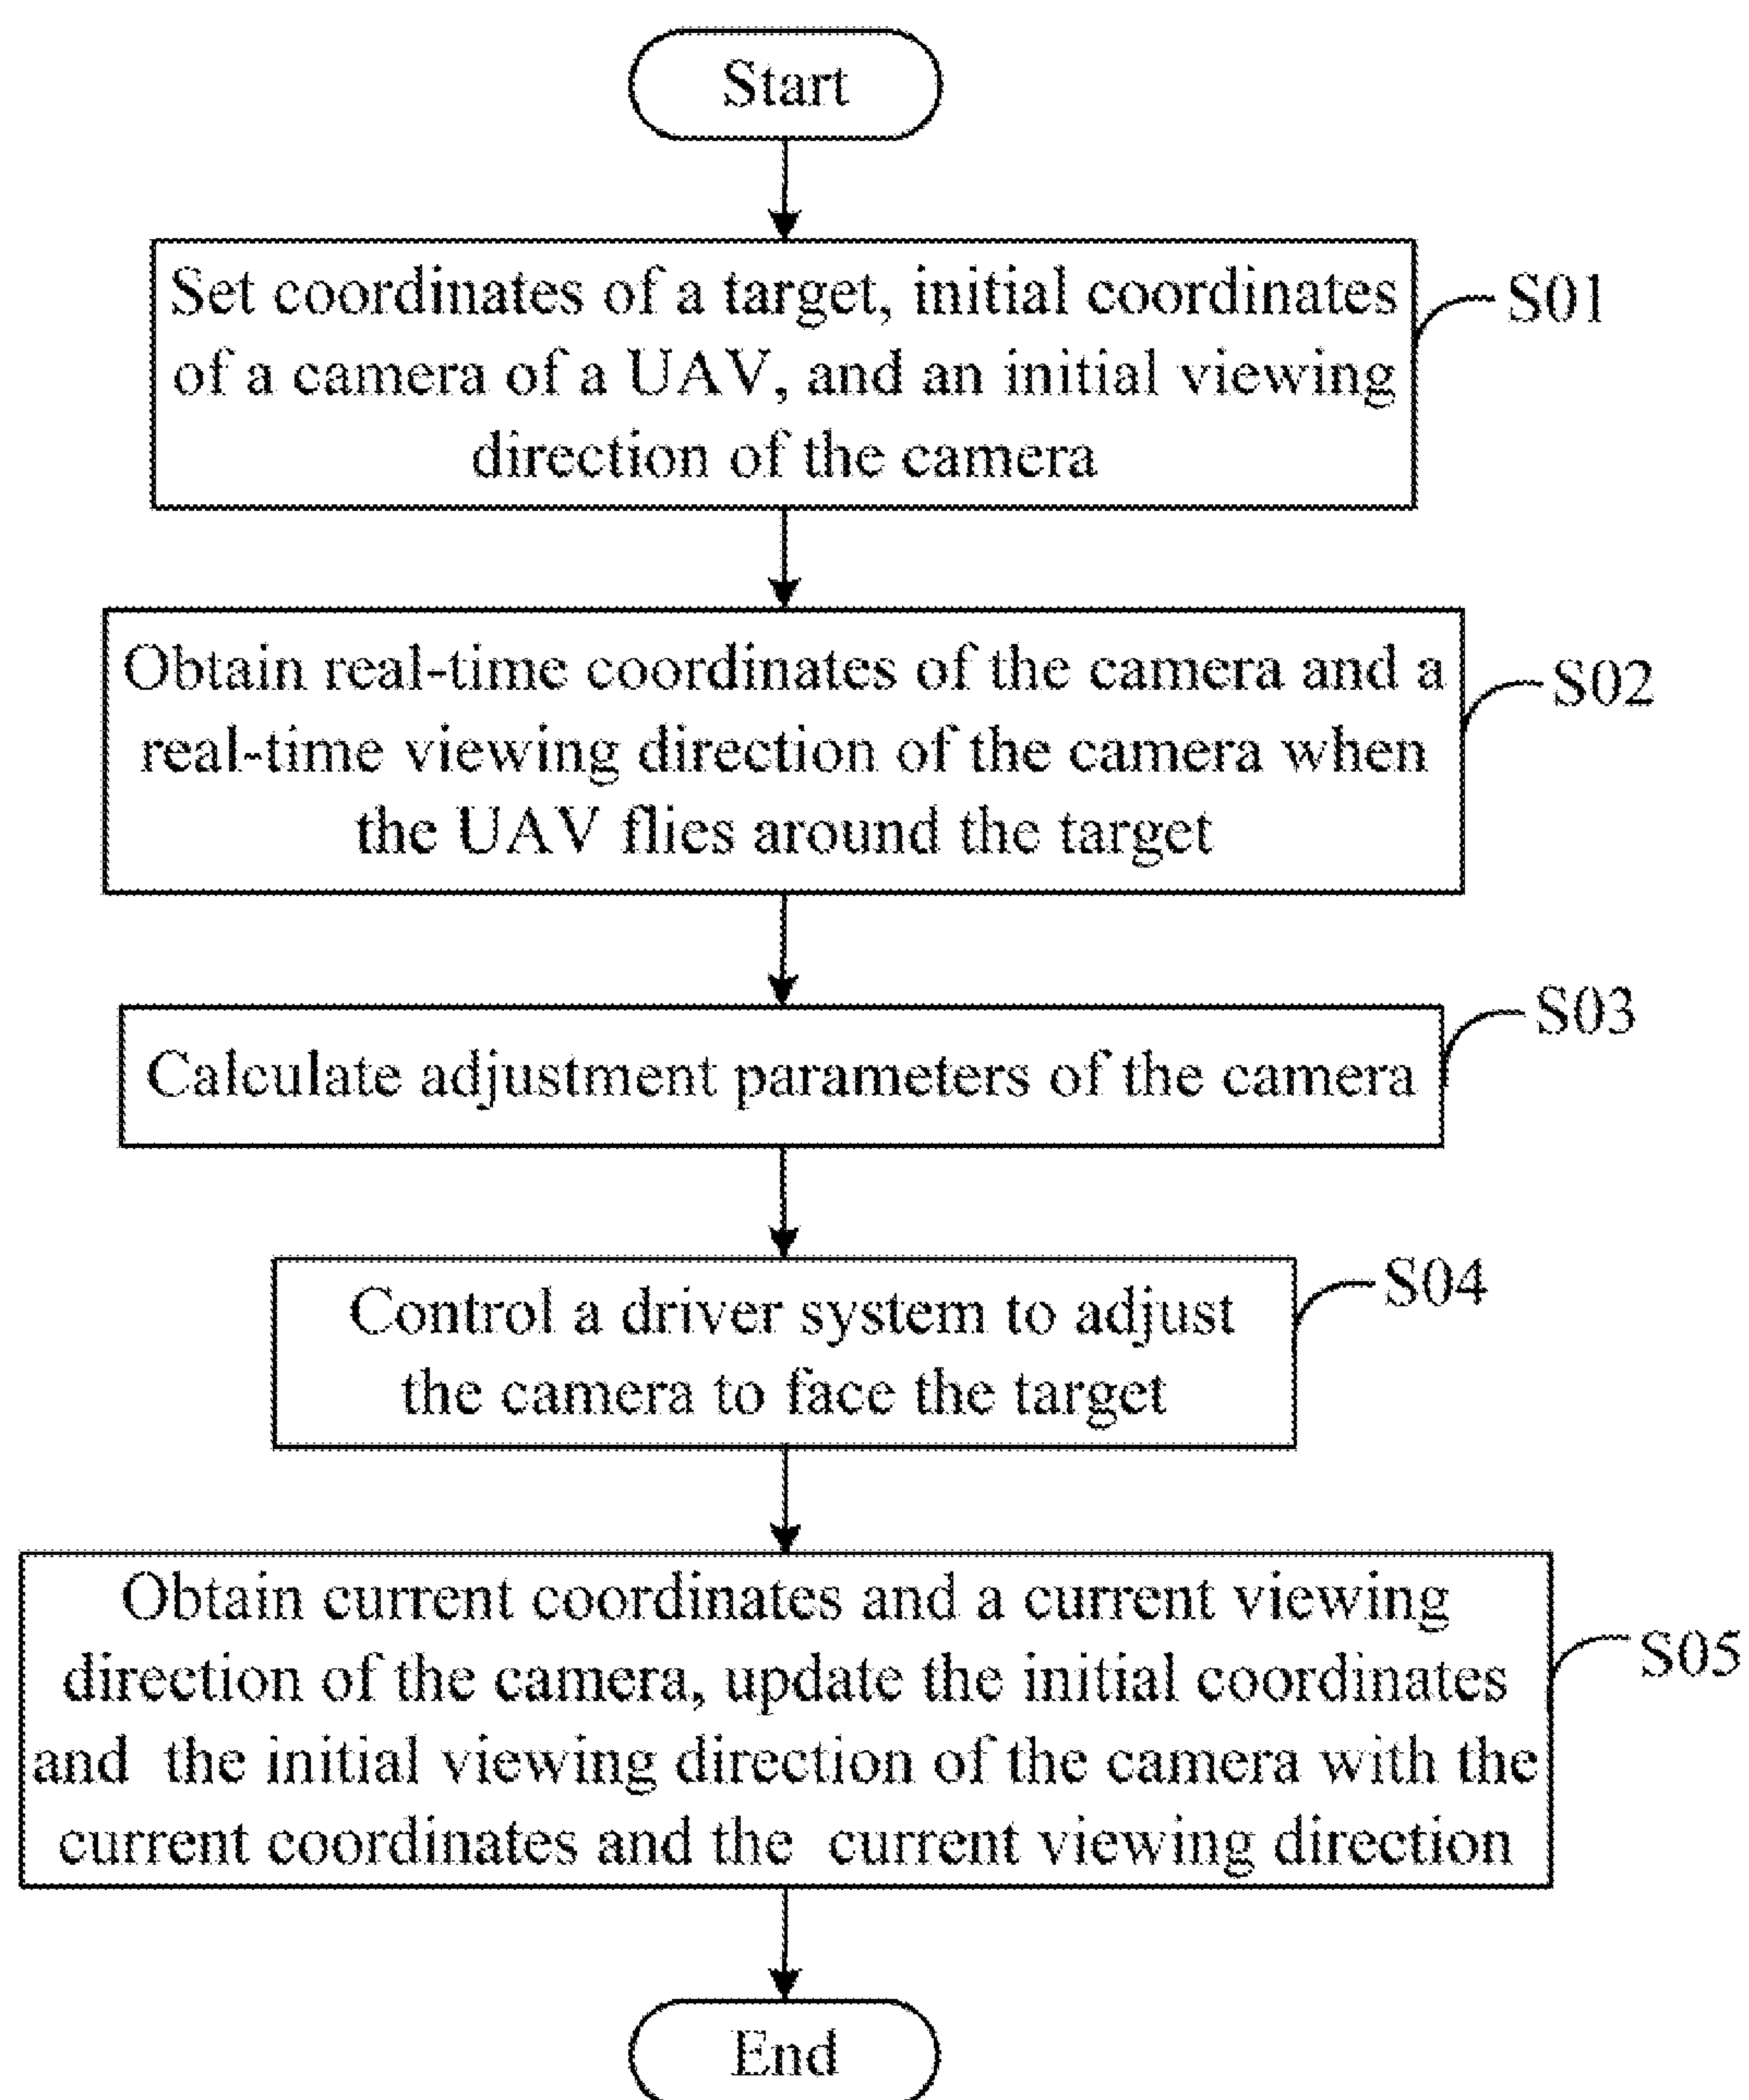 Start
Set coordinates of a target, initial coordinates
of a camera of a UAV, and an initial viewing
direction of the camera
S01
Obtain real-time coordinates of the camera and a
real-time viewing direction of the camera when
the UAV flies around the target
S02
Calculate adjustment parameters of the camera
S03
Control a driver system to adjust
the camera to face the target
S04
Obtain current coordinates and a current viewing
direction of the camera, update the initial coordinates
and the initial viewing direction of the camera with the
current coordinates and the current viewing direction
S05
End